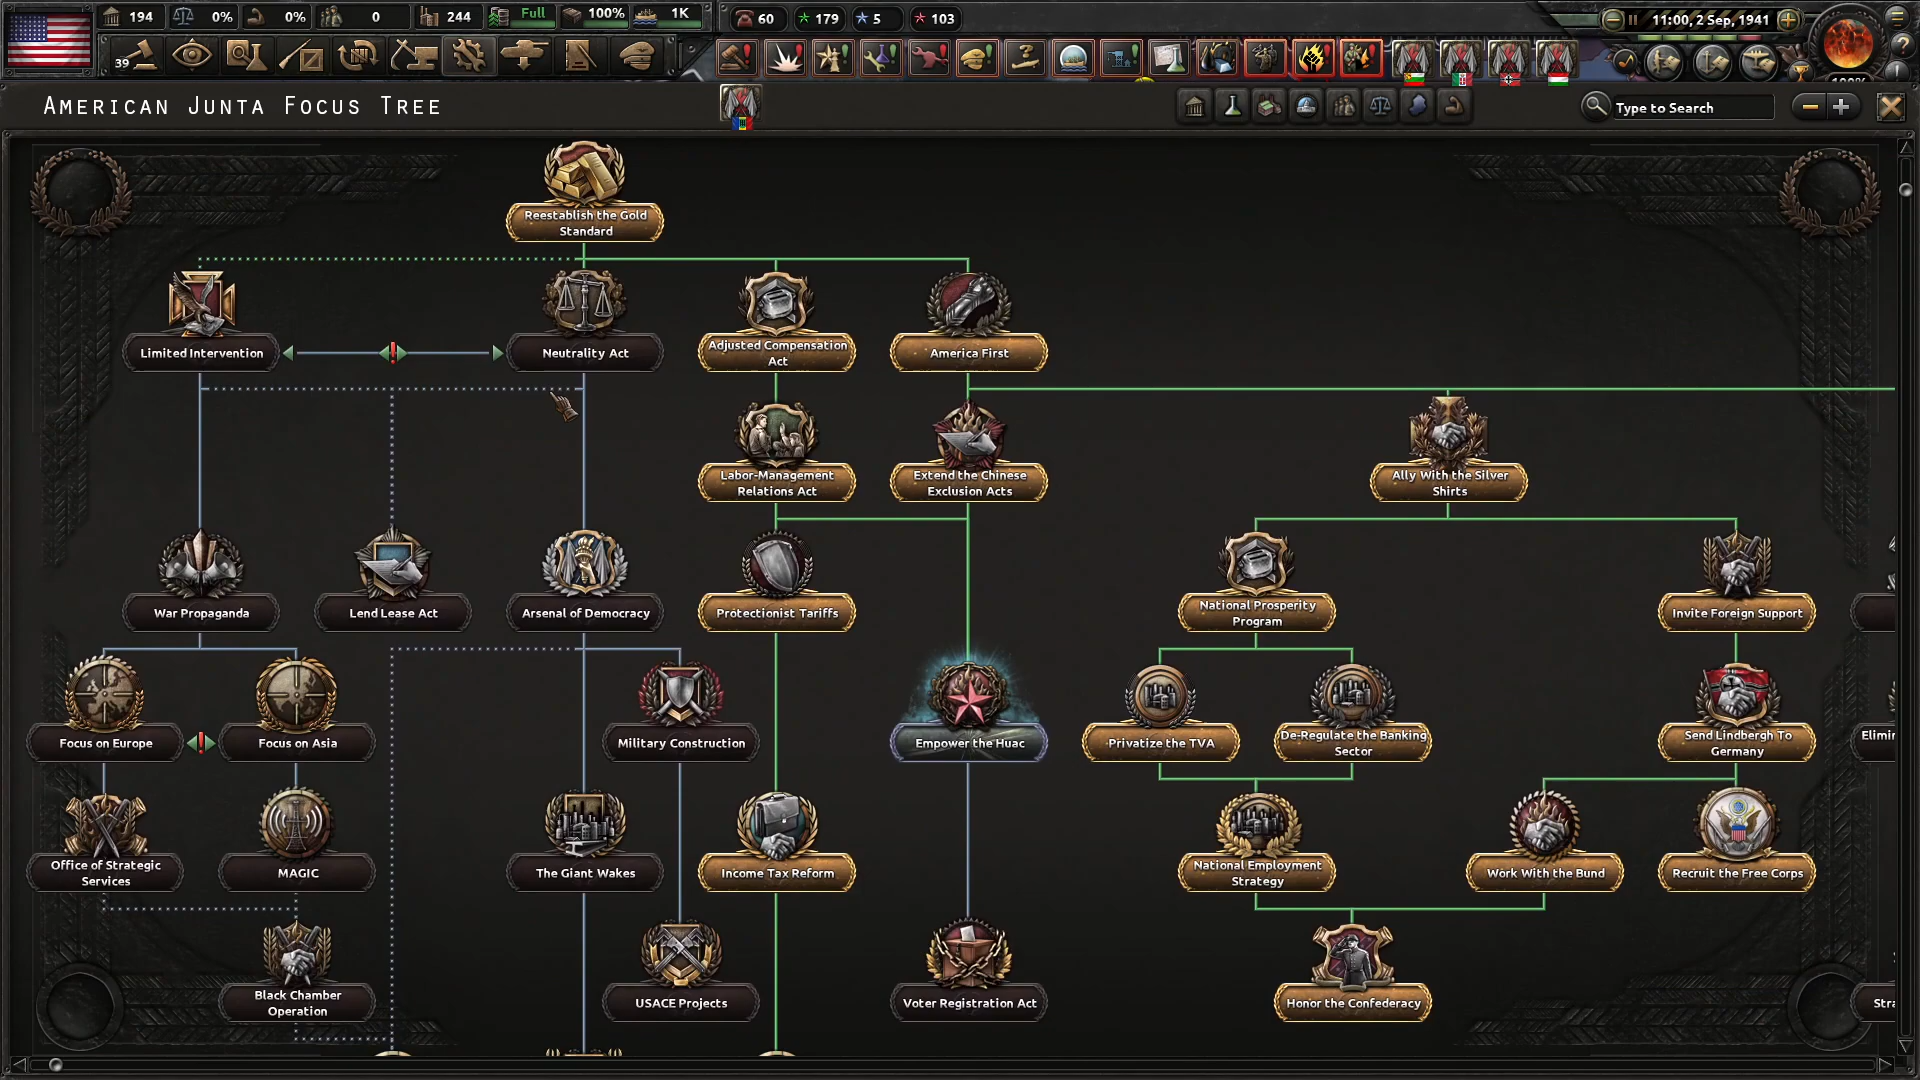 194
0%
0%
0
244
Full
100%
1K
60
179
5
103
11:00, 2 Sep, 1941
39
100%
American Junta Focus Tree
Type to Search
Reestablish the Gold
Standard
Limited Intervention
Neutrality Act
Adjusted Compensation
Act
America First
Labor-Management
Relations Act
Extend the Chinese
Exclusion Acts
Ally With the Silver
Shirts
War Propaganda
Lend Lease Act
Arsenal of Democracy
Protectionist Tariffs
National Prosperity
Program
Invite Foreign Support
Focus on Europe
Focus on Asia
Military Construction
Empower the Huac
Privatize the TVA
De-Regulate the Banking
Sector
Send Lindbergh To
Germany
Elimin
Office of Strategic
Services
MAGIC
The Giant Wakes
Income Tax Reform
National Employment
Strategy
Work With the Bund
Recruit the Free Corps
Black Chamber
Operation
USACE Projects
Voter Registration Act
Honor the Confederacy
Stra